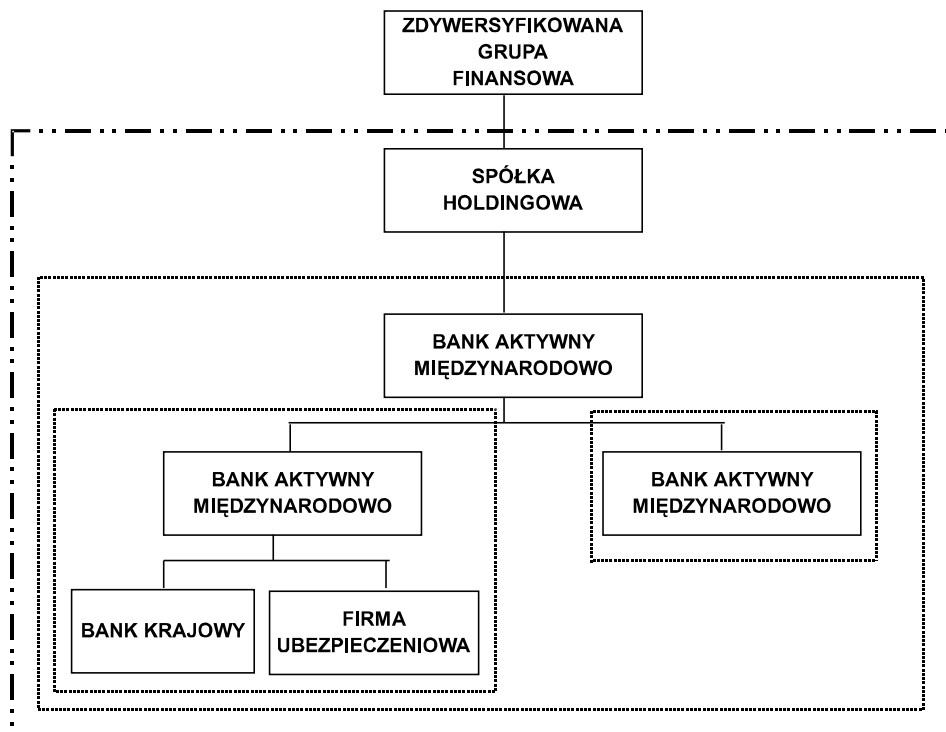 ZDYWERSYFIKOWANA
GRUPA
FINANSOWA
SPÓŁKA
HOLDINGOWA
BANK AKTYWNY
MIĘDZYNARODOWO
BANK AKTYWNY
MIĘDZYNARODOWO
BANK AKTYWNY
MIĘDZYNARODOWO
BANK KRAJOWY
FIRMA
UBEZPIECZENIOWA